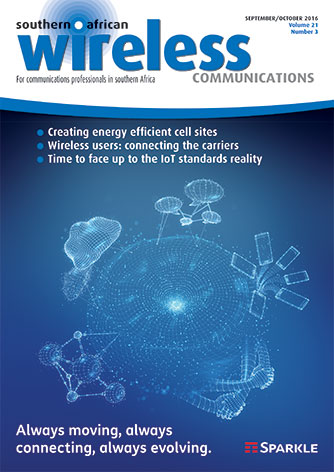 southern african
SEPTEMBER/OCTOBER 2016
Volume 21
Number 3
wireless
For communications professionals in southern Africa
COMMUNICATIONS
Creating energy efficient cell sites
Wireless users: connecting the carriers
Time to face up to the IoT standards reality
Always moving, always
connecting, always evolving.
SPARKLE